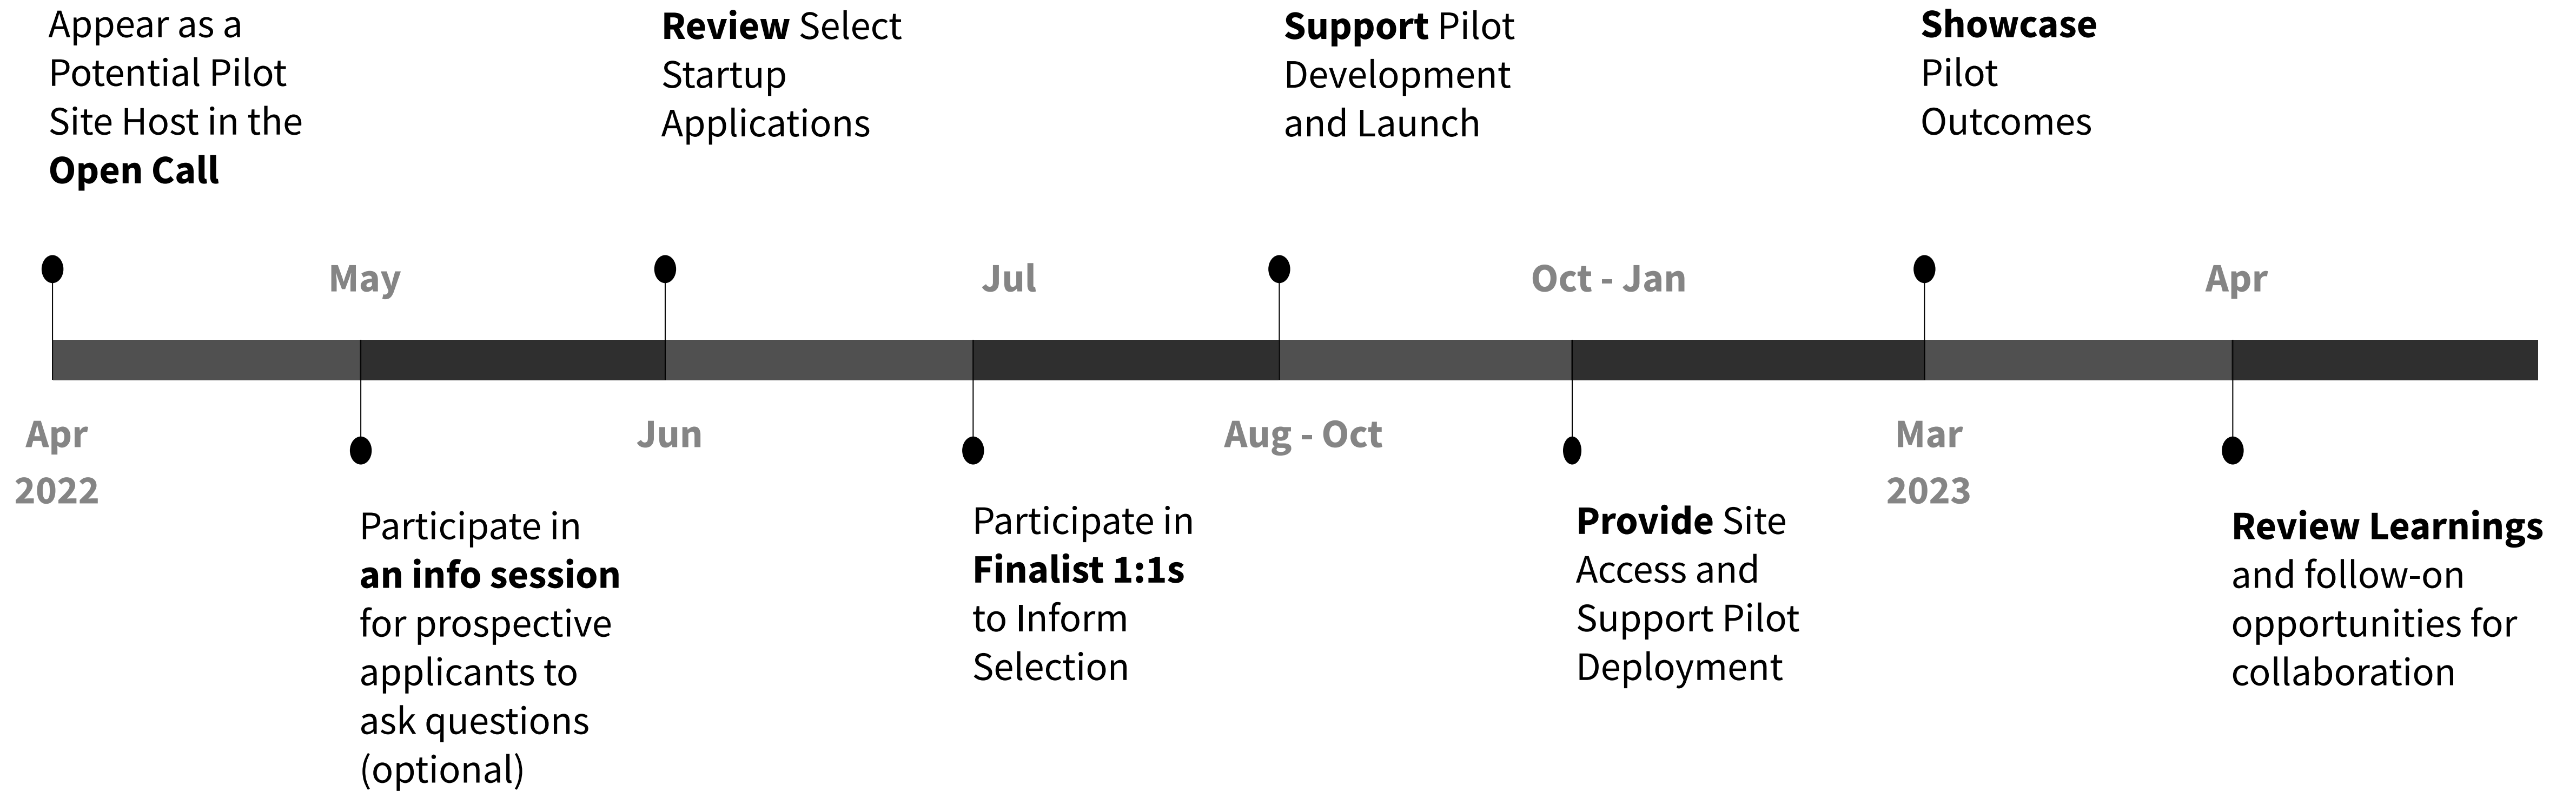 Appear as a
Potential Pilot
Site Host in the
Open Call
Review Select
Startup
Applications
Support Pilot
Development
and Launch
Showcase
Pilot
Outcomes
May
Jul
Oct - Jan
Apr
Apr
2022
Jun
Aug - Oct
Mar
2023
Participate in
an info session
for prospective
applicants to
ask questions
(optional)
Participate in
Finalist 1:1s
to Inform
Selection
Provide Site
Access and
Support Pilot
Deployment
Review Learnings
and follow-on
opportunities for
collaboration